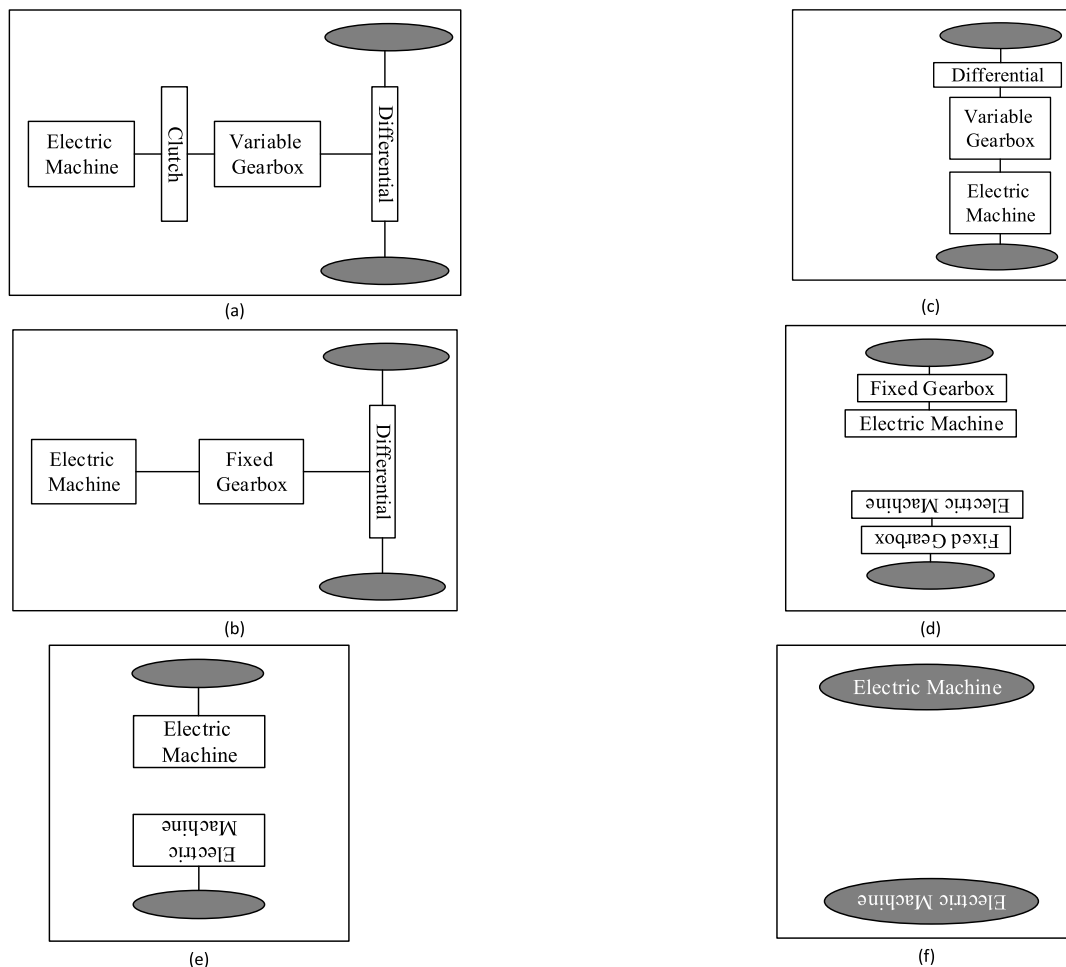 Electric
Machine
Clutch
Variable
Gearbox
Differential
(a)
Differential
Variable
Gearbox
Electric
Machine
(c)
Electric
Machine
Fixed
Gearbox
Differential
(b)
Fixed Gearbox
Electric Machine
Electric Machine
Fixed Gearbox
(d)
Electric
Machine
Electric
Machine
(e)
Electric Machine
Electric Machine
(f)